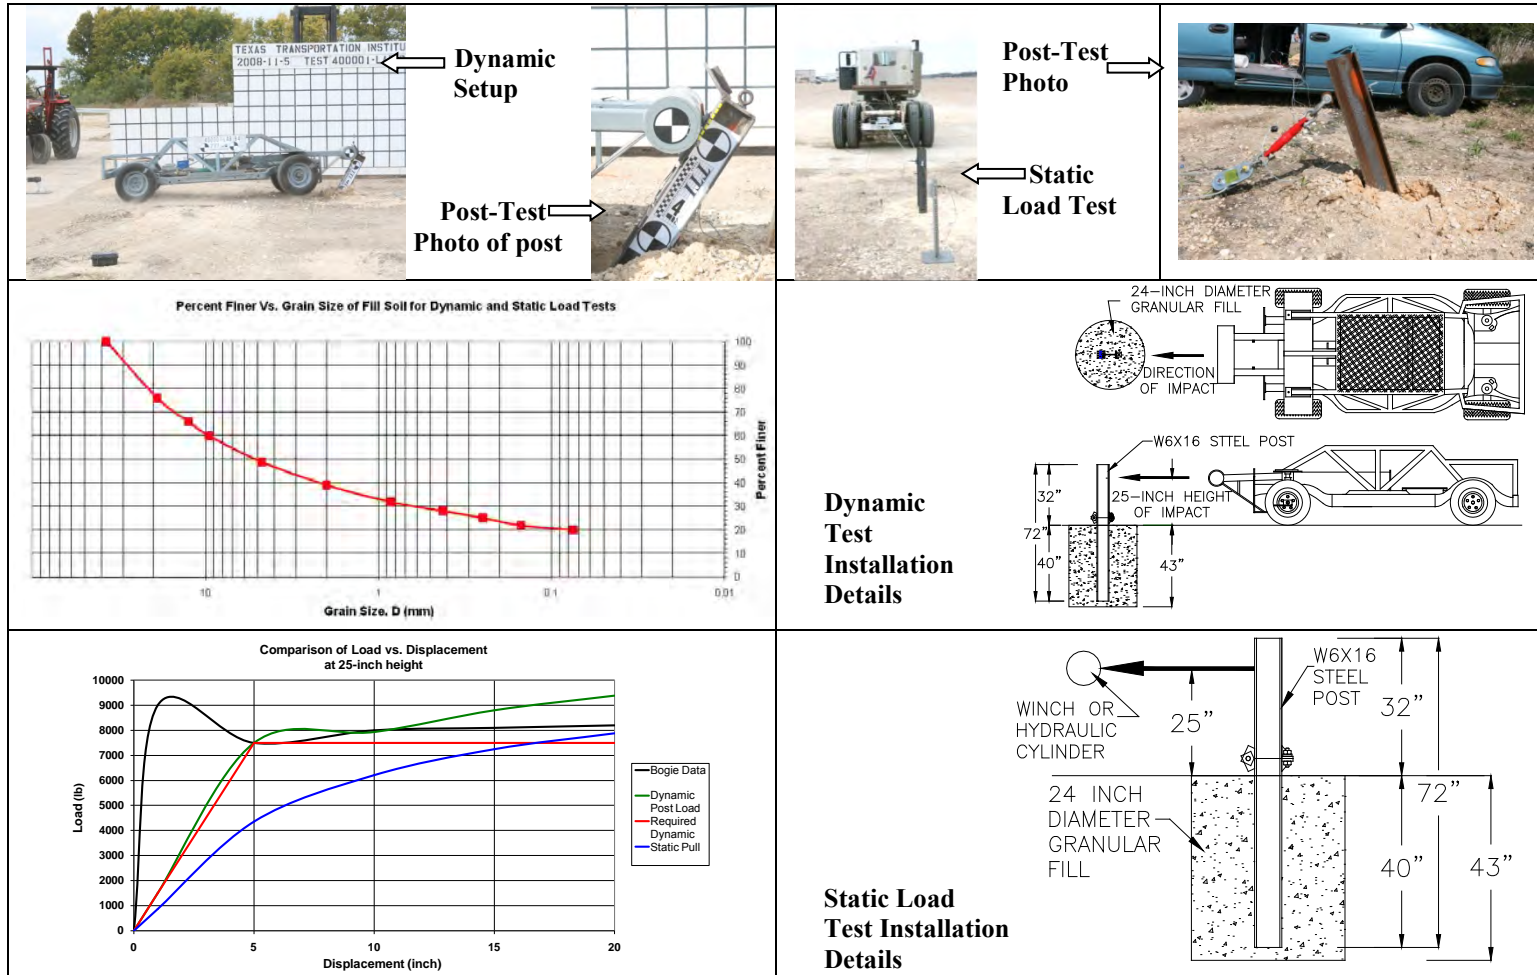 TEXAS TRANSPORTATION INSTITU
2008-11-5 TEST 400001-L
Dynamic
Setup
Post-Test
Photo of post
TTI
Static
Load Test
Post-Test
Photo
Percent Finer Vs. Grain Size of Fill Soil for Dynamic and Static Load Tests
100
90
80
70
60
50
40
30
20
10
0
Percent Finer
10
1
0.1
0.01
Grain Size, D (mm)
24-INCH DIAMETER
GRANULAR FILL
DIRECTION
OF IMPACT
W6X16 STTEL POST
25-INCH HEIGHT
OF IMPACT
32"
72"
40"
43"
Dynamic
Test
Installation
Details
Comparison of Load vs. Displacement
at 25-inch height
10000
9000
8000
7000
6000
5000
4000
3000
2000
1000
0
Load (lb)
0
5
10
15
20
Displacement (inch)
Bogie Data
Dynamic
Post Load
Required
Dynamic
Static Pull
W6X16
STEEL
POST
WINCH OR
HYDRAULIC
CYLINDER
25"
32"
24 INCH
DIAMETER
GRANULAR
FILL
72"
40"
43"
Static Load
Test Installation
Details